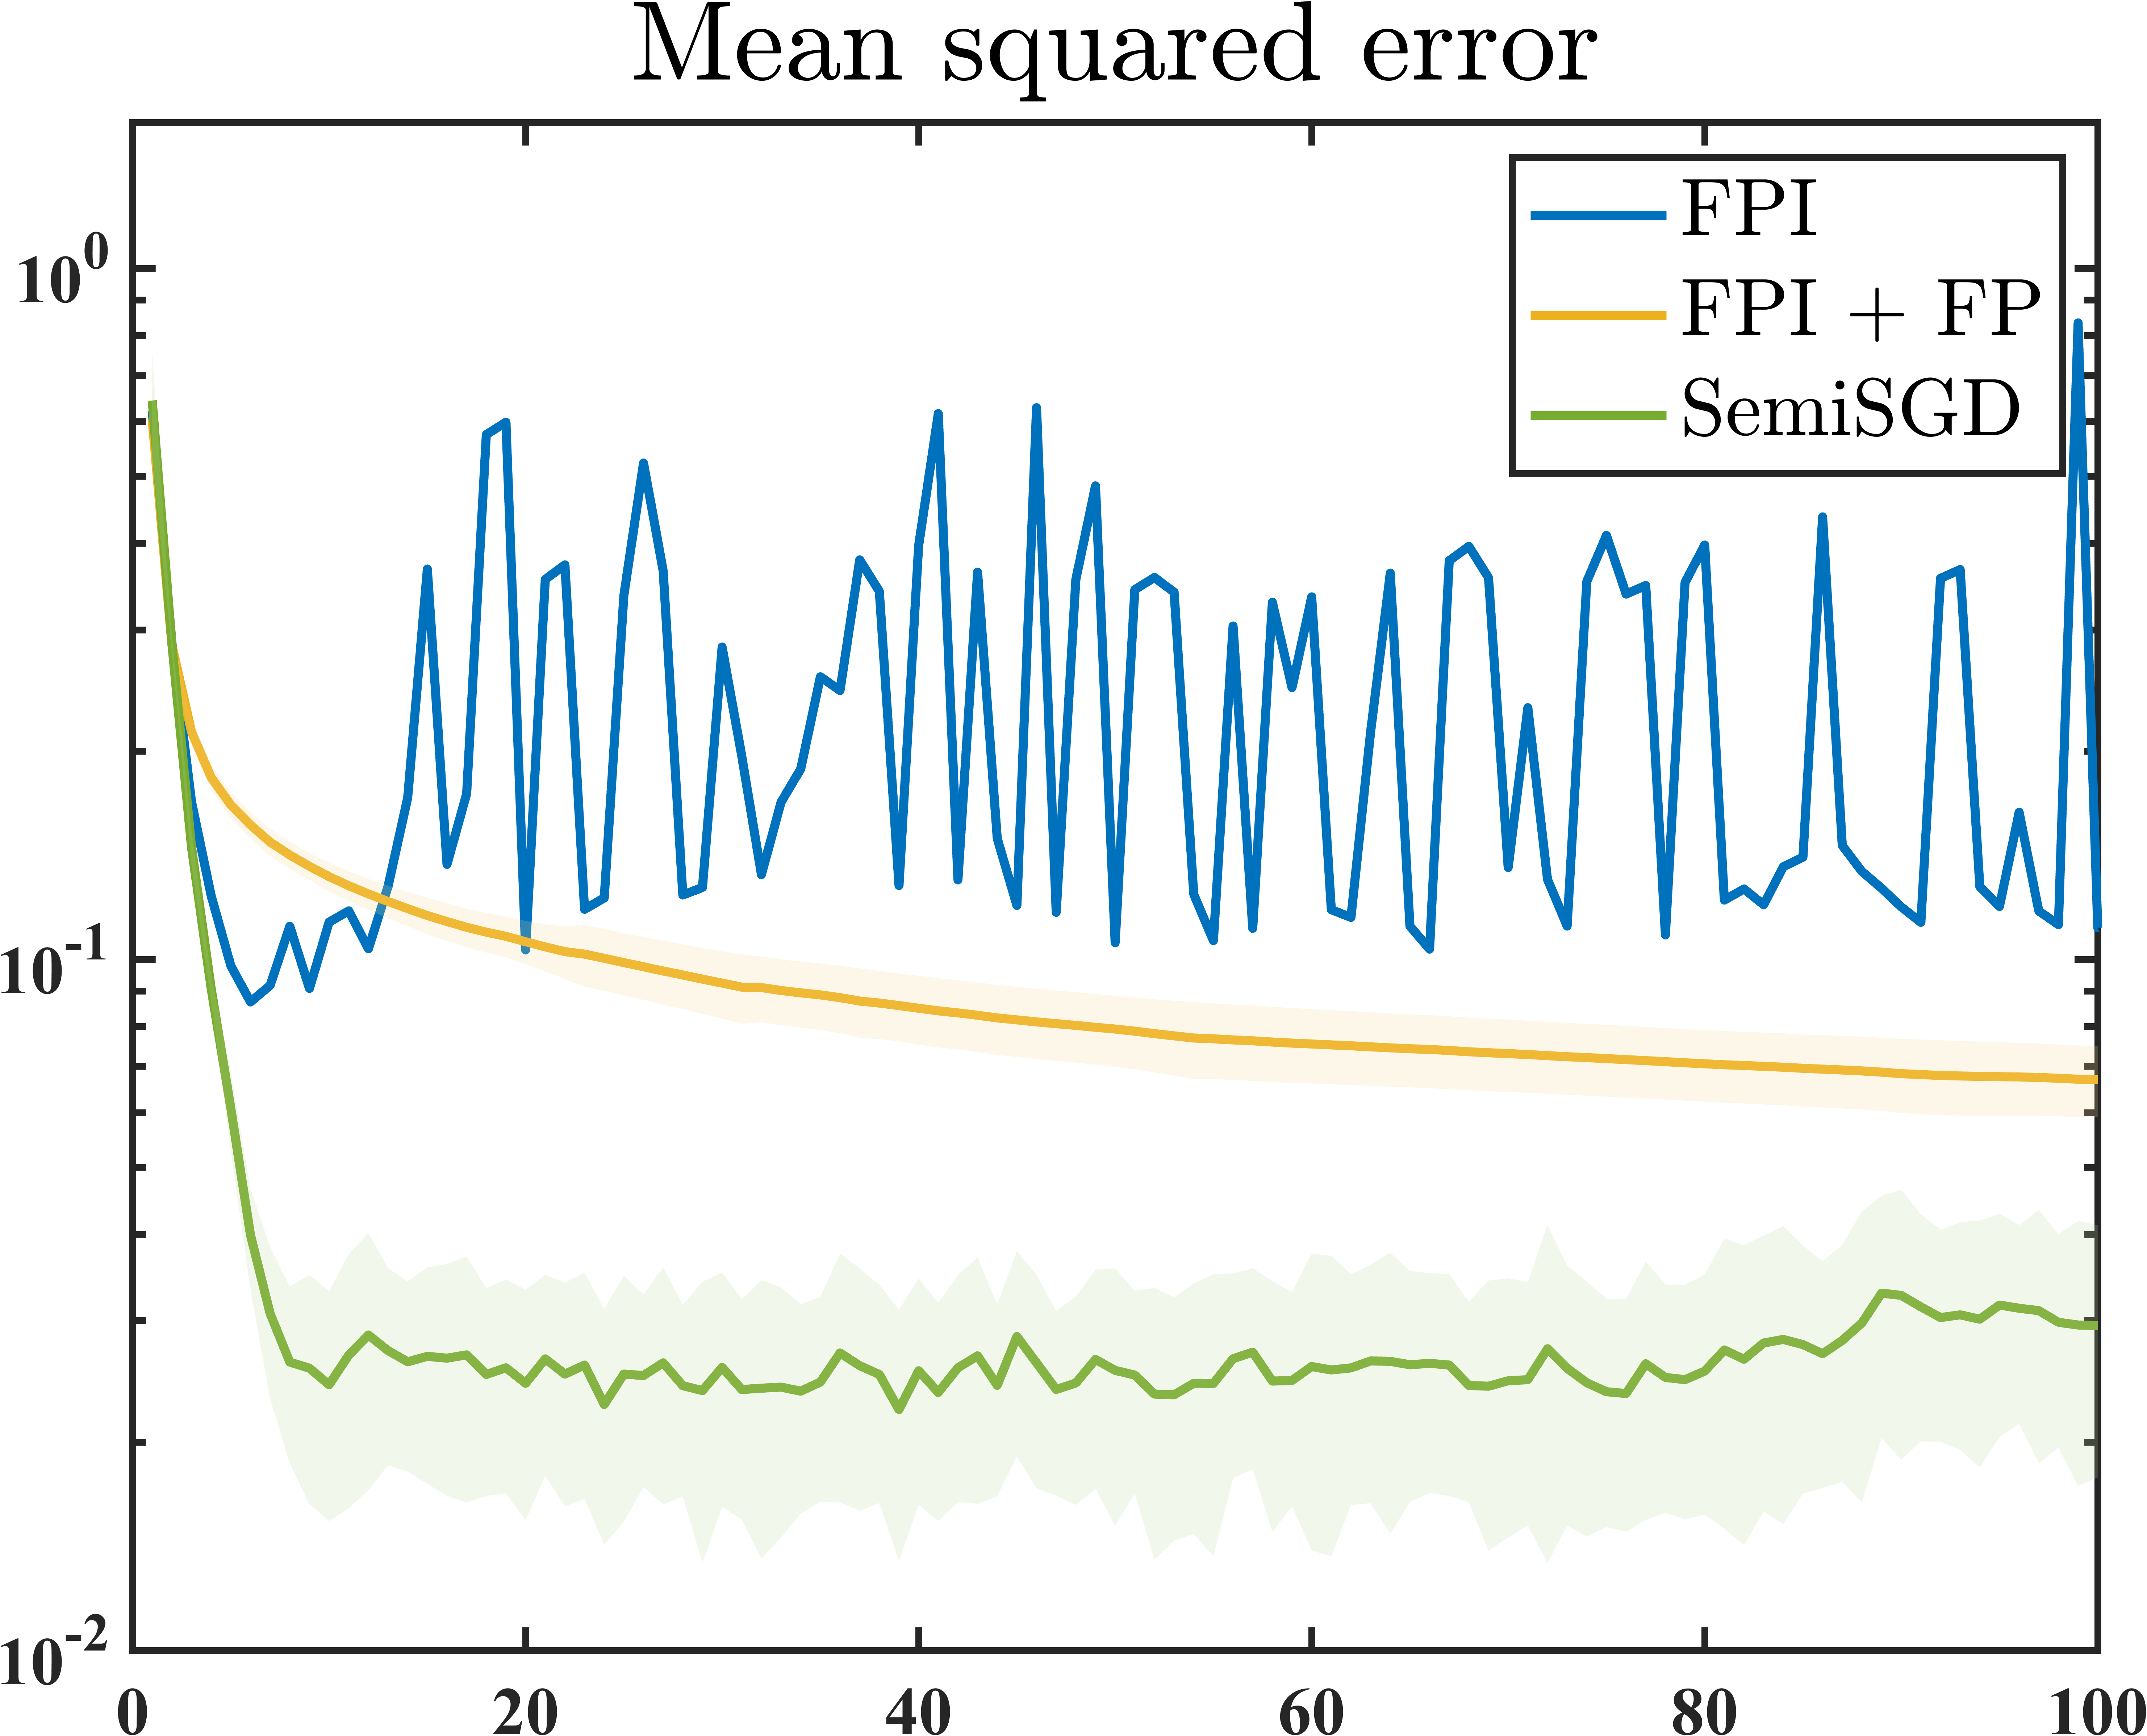 Mean squared error
FPI
FPI + FP
SemiSGD
10^0
10^-1
10^-2
0 20 40 60 80 100